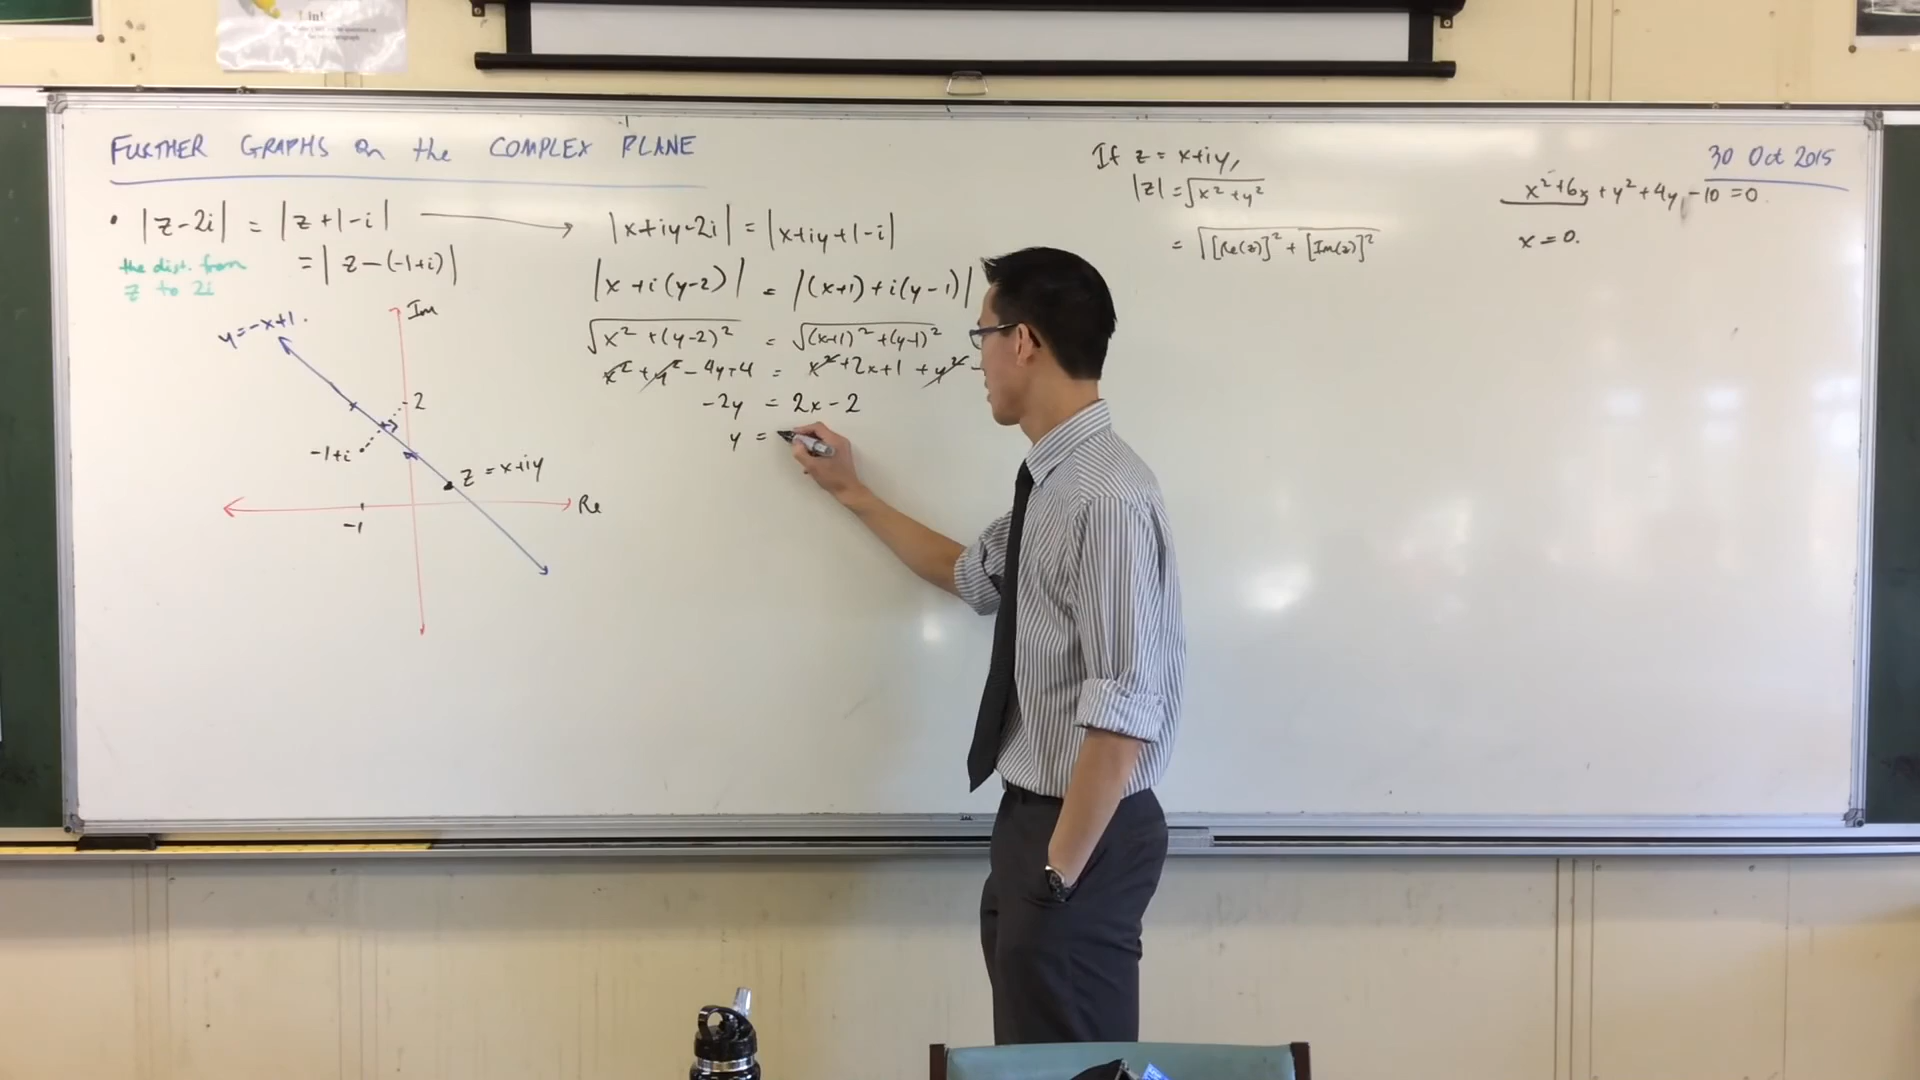 FURTHER GRAPHS on the COMPLEX PLANE
30 Oct 2015
• |z-2i| = |z+1-i|
= |z-(-1+i)|
the dist. from
z to 2i
y=-x+1.
Im
2
-1+i
z = x+iy
Re
-1
|x+iy-2i| = |x+iy+1-i|
|x+i(y-2)| = |(x+1)+i(y-1)|
√x²+(y-2)² = √(x+1)²+(y-1)²
x²+y²-4y+4 = x²+2x+1+y²-
-2y = 2x-2
y =
If z = x+iy,
|z| = √x²+y²
= √[Re(z)]²+[Im(z)]²
x²+6x+y²+4y-10=0.
x=0.